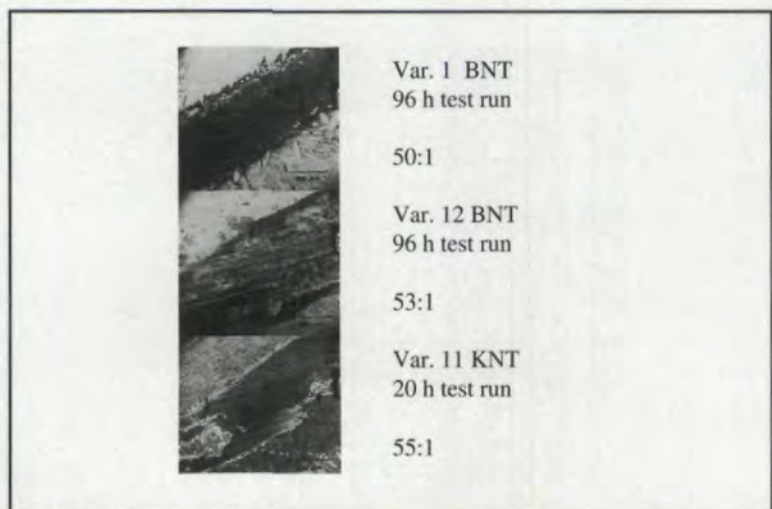 Var. 1 BNT
96 h test run
50:1
Var. 12 BNT
96 h test run
53:1
Var. 11 KNT
20 h test run
55:1